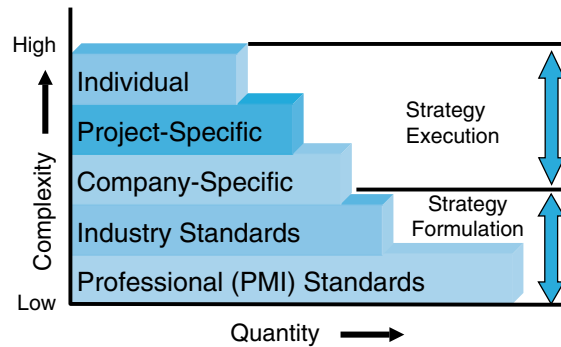 High
Individual
Project-Specific
Company-Specific
Industry Standards
Professional (PMI) Standards
Low
Complexity
Quantity
Strategy
Execution
Strategy
Formulation